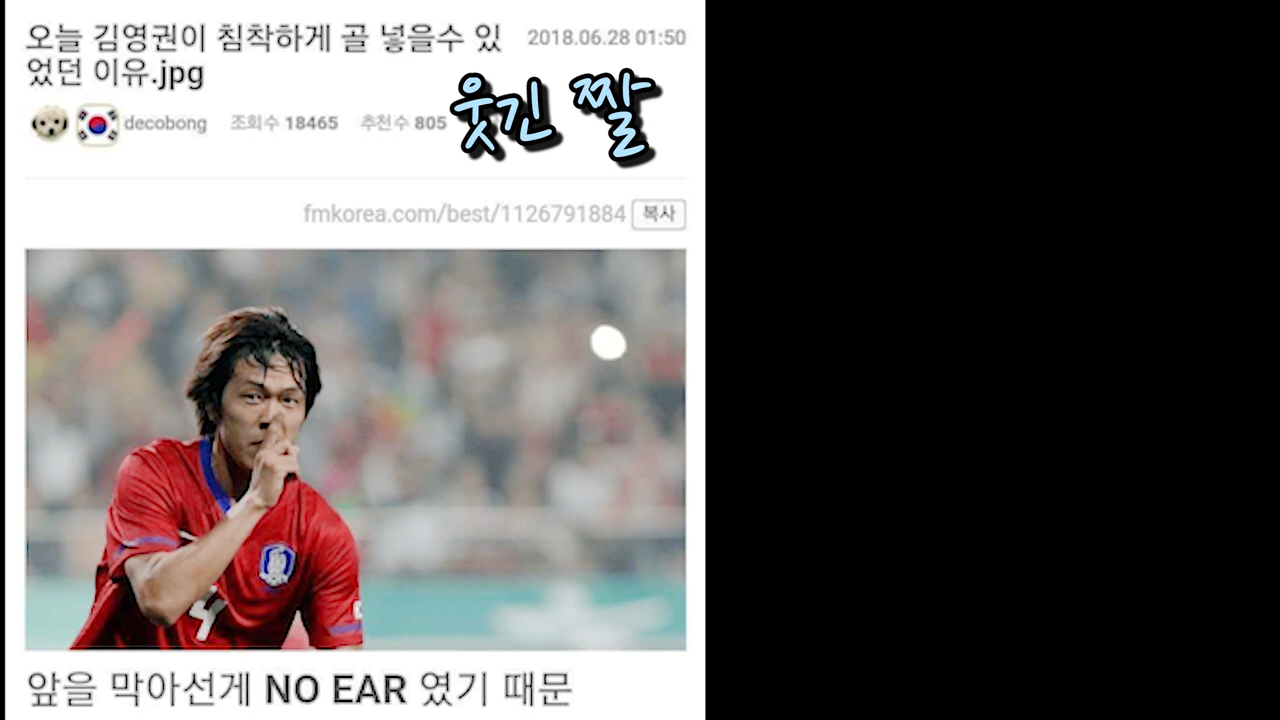 오늘 김영권이 침착하게 골 넣을수 있
었던 이유.jpg
2018.06.28 01:50
웃긴 짤
decobong 조회수 18465 추천수 805
fmkorea.com/best/1126791884 복사
4
앞을 막아선게 NO EAR 였기 때문